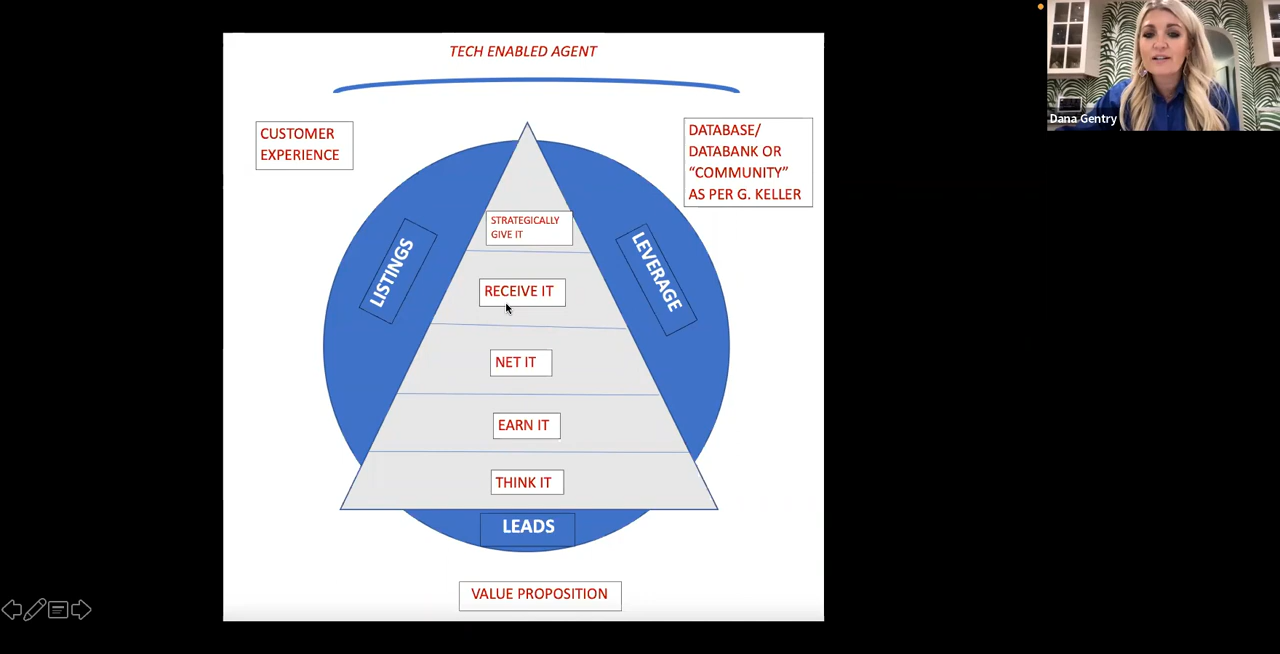 TECH ENABLED AGENT
CUSTOMER
EXPERIENCE
DATABASE/
DATABANK OR
“COMMUNITY”
AS PER G. KELLER
Dana Gentry
STRATEGICALLY
GIVE IT
LISTINGS
LEVERAGE
RECEIVE IT
NET IT
EARN IT
THINK IT
LEADS
VALUE PROPOSITION